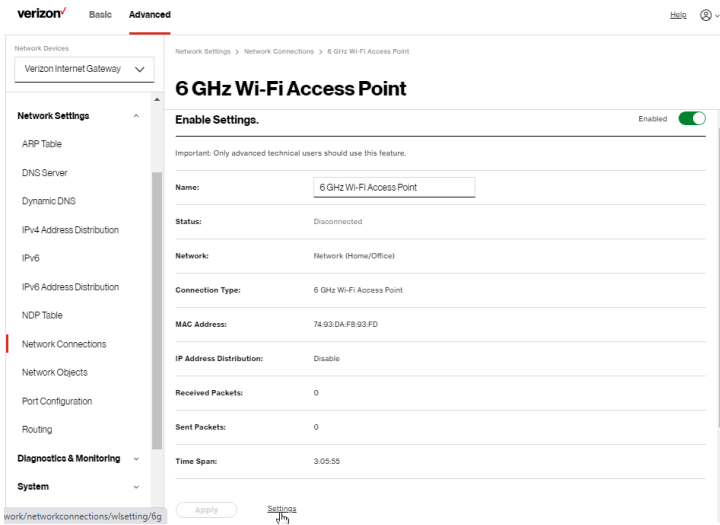 verizon✓ Basic Advanced Help
Network Devices
Verizon Internet Gateway
Network Settings
ARP Table
DNS Server
Dynamic DNS
IPv4 Address Distribution
IPv6
IPv6 Address Distribution
NDP Table
Network Connections
Network Objects
Port Configuration
Routing
Diagnostics & Monitoring
System
work/networkconnections/wlsetting/6g
Network Settings > Network Connections > 6 GHz Wi-Fi Access Point
6 GHz Wi-Fi Access Point
Enable Settings. Enabled
Important: Only advanced technical users should use this feature.
Name: 6 GHz Wi-Fi Access Point
Status: Disconnected
Network: Network (Home/Office)
Connection Type: 6 GHz Wi-Fi Access Point
MAC Address: 74:93:DA:F8:93:FD
IP Address Distribution: Disable
Received Packets: 0
Sent Packets: 0
Time Span: 3:05:55
Apply Settings